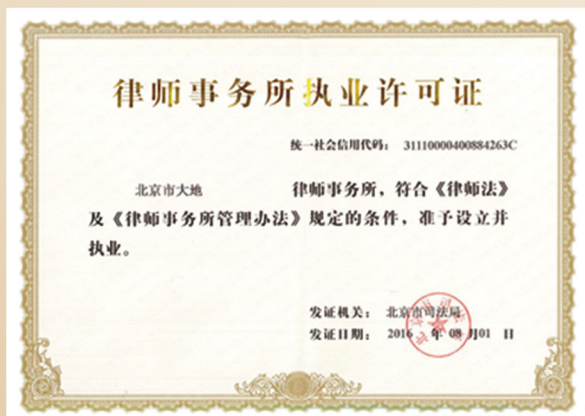 律师事务所执业许可证
统一社会信用代码：31110000400884263C
北京市大地 律师事务所，符合《律师法》
及《律师事务所管理办法》规定的条件，准予设立并
执业。
发证机关：北京市司法局
发证日期：2016 年 08 月 01 日